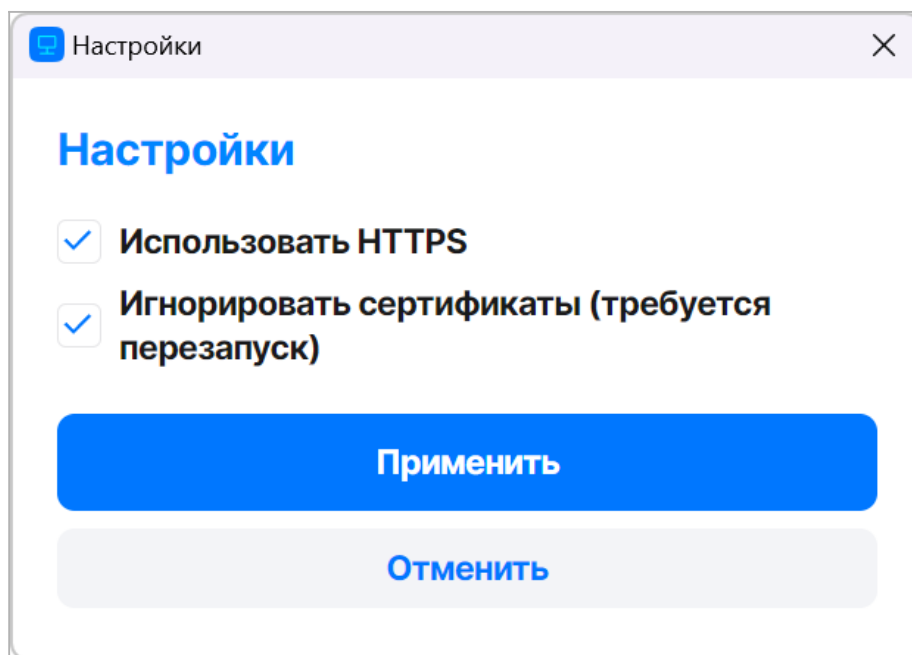 Настройки
Настройки
Использовать HTTPS
Игнорировать сертификаты (требуется
перезапуск)
Применить
Отменить